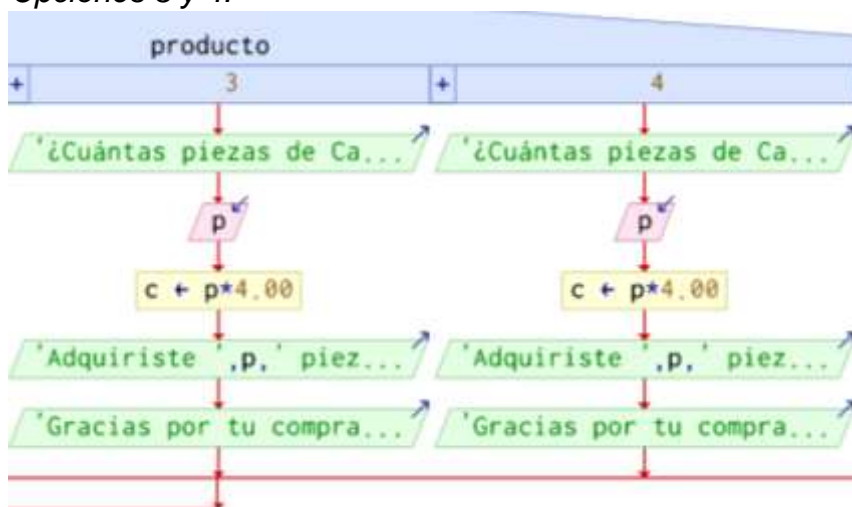 Opciones 3 y 4.
producto
+ 3 + 4
'¿Cuántas piezas de Ca... '¿Cuántas piezas de Ca...
p p
c ← p*4.00 c ← p*4.00
'Adquiriste ',p,' piez... 'Adquiriste ',p,' piez...
'Gracias por tu compra... 'Gracias por tu compra...